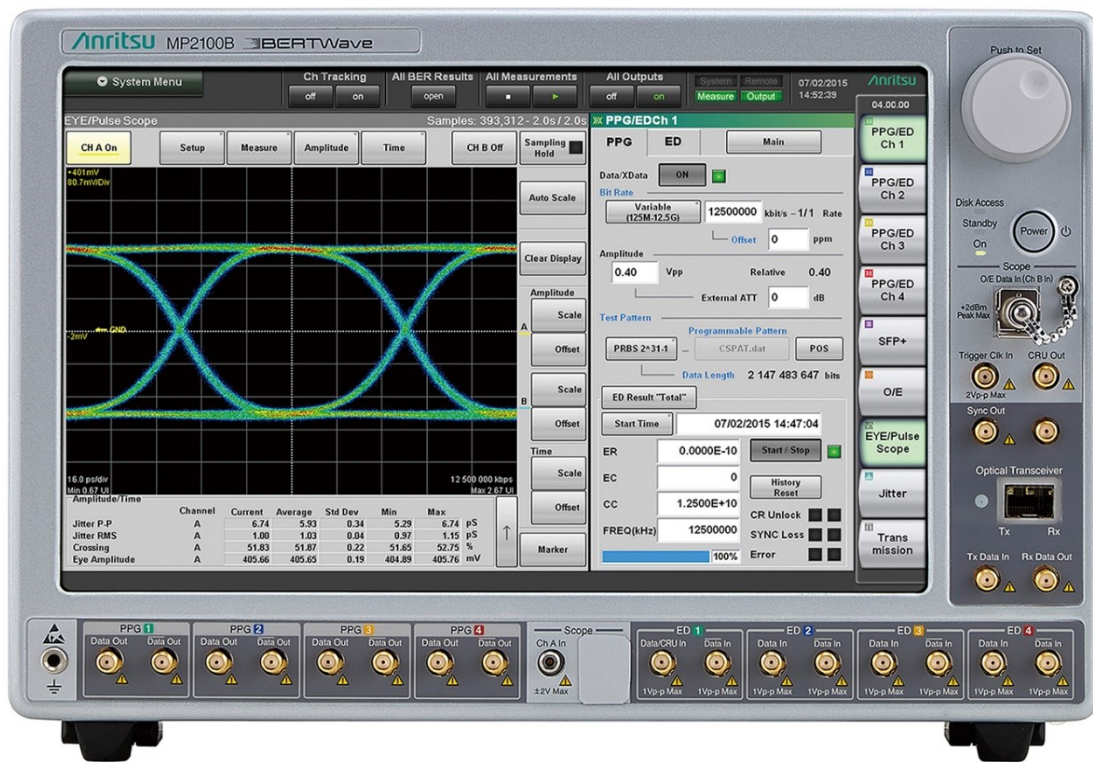 Anritsu MP2100B BERTWave
System Menu
Ch Tracking
off on
All BER Results
open
All Measurements
All Outputs
off on
System Remote
Measure Output
07/02/2015
14:52:39
Anritsu
04.00.00
EYE/Pulse Scope
Samples: 393,312 - 2.0s / 2.0s
CH A On
Setup
Measure
Amplitude
Time
CH B Off
Sampling
Hold
+401mV
80.7mV/Div
GND
-2mV
16.0 ps/div
Min 0.67 UI
12 500 000 kbps
Max 2.67 UI
Auto Scale
Clear Display
Amplitude
Scale
A
Offset
Scale
B
Offset
Time
Scale
Offset
Marker
Amplitude/Time
Channel Current Average Std Dev Min Max
Jitter P-P A 6.74 5.93 0.34 5.29 6.74 pS
Jitter RMS A 1.00 1.03 0.04 0.97 1.15 pS
Crossing A 51.83 51.87 0.22 51.65 52.75 %
Eye Amplitude A 405.66 405.65 0.19 404.89 405.76 mV
PPG/EDCh 1
PPG ED Main
Data/XData ON
Bit Rate
Variable
(125M-12.5G)
12500000 kbit/s - 1/1 Rate
Offset 0 ppm
Amplitude
0.40 Vpp Relative 0.40
External ATT 0 dB
Test Pattern
Programmable Pattern
PRBS 2^31-1 CSPAT.dat POS
Data Length 2 147 483 647 bits
ED Result "Total"
Start Time 07/02/2015 14:47:04
ER 0.0000E-10 Start / Stop
EC 0
History
Reset
CC 1.2500E+10
CR Unlock
FREQ(kHz) 12500000
SYNC Loss
100% Error
PPG/ED
Ch 1
PPG/ED
Ch 2
PPG/ED
Ch 3
PPG/ED
Ch 4
SFP+
O/E
EYE/Pulse
Scope
Jitter
Trans
mission
Push to Set
Disk Access
Standby
On
Power
Scope
O/E Data In (Ch B In)
+2dBm
Peak Max
Trigger Clk In CRU Out
2Vp-p Max
Sync Out
Optical Transceiver
Tx Rx
Tx Data In Rx Data Out
PPG 1
Data Out Data Out
PPG 2
Data Out Data Out
PPG 3
Data Out Data Out
PPG 4
Data Out Data Out
Scope
Ch A In
±2V Max
ED 1
Data/CRU In Data In
1Vp-p Max 1Vp-p Max
ED 2
Data In Data In
1Vp-p Max 1Vp-p Max
ED 3
Data In Data In
1Vp-p Max 1Vp-p Max
ED 4
Data In Data In
1Vp-p Max 1Vp-p Max